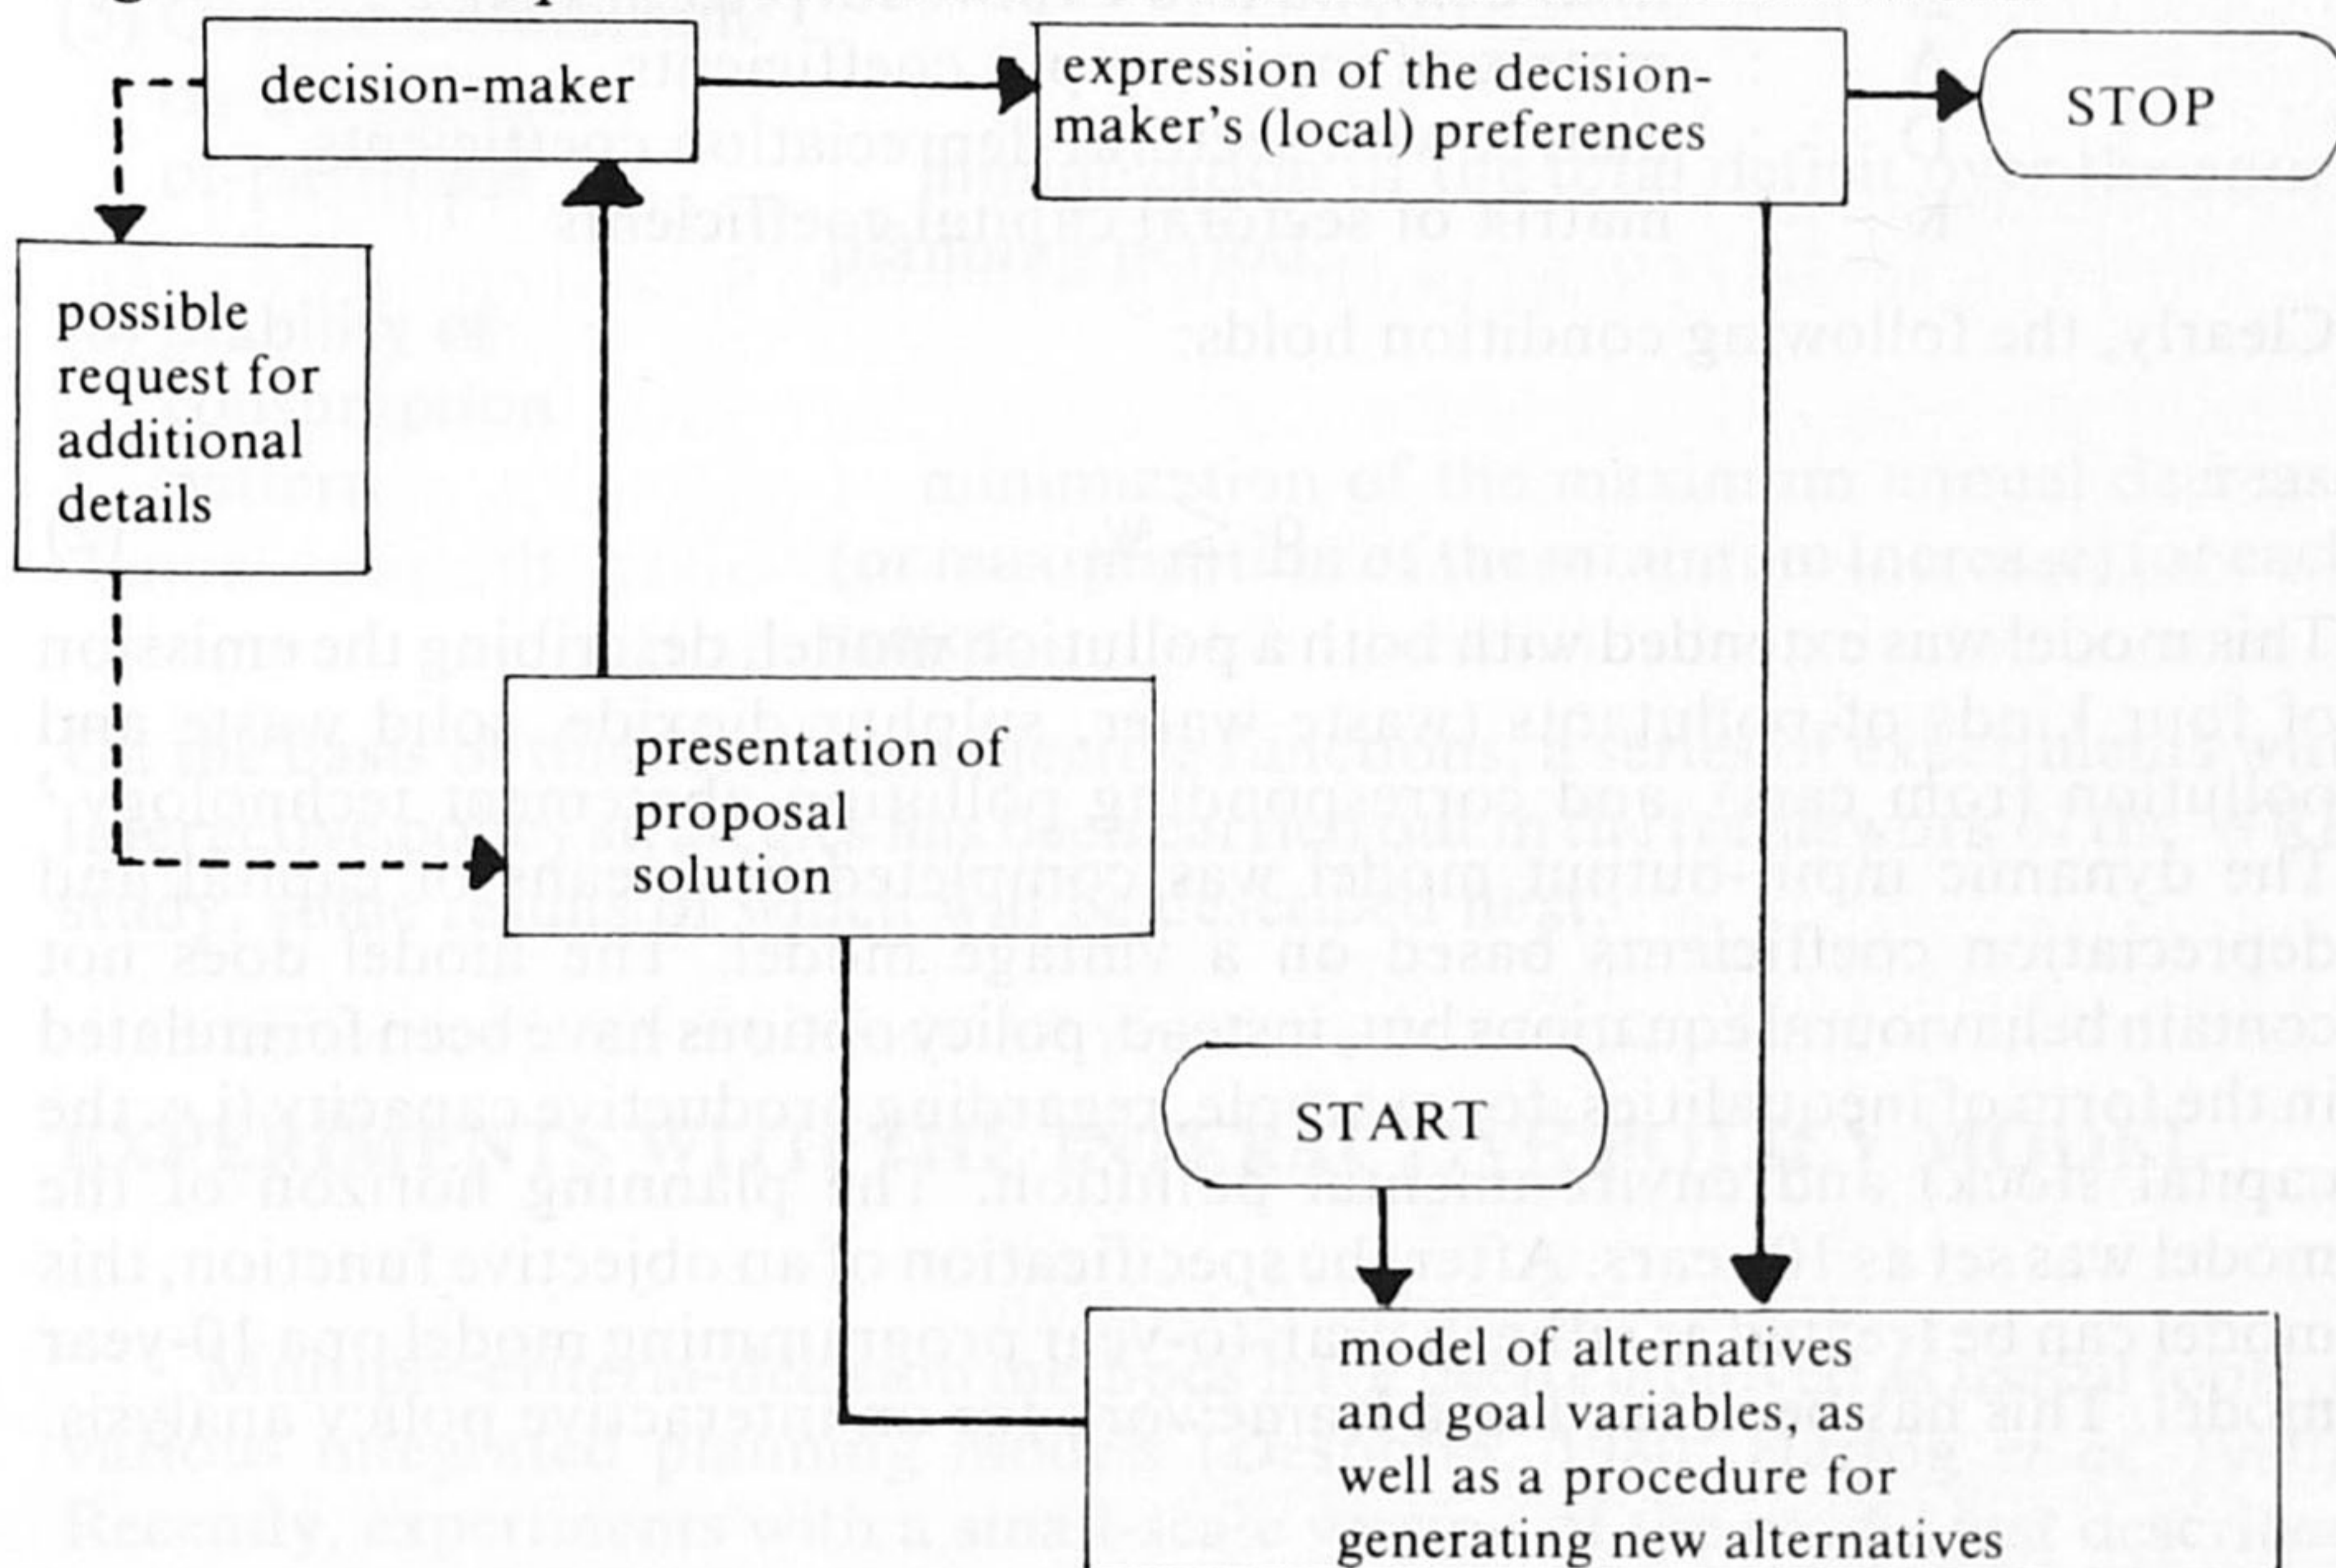 decision-maker
expression of the decision-
maker's (local) preferences
STOP
possible
request for
additional
details
presentation of
proposal
solution
START
model of alternatives
and goal variables, as
well as a procedure for
generating new alternatives